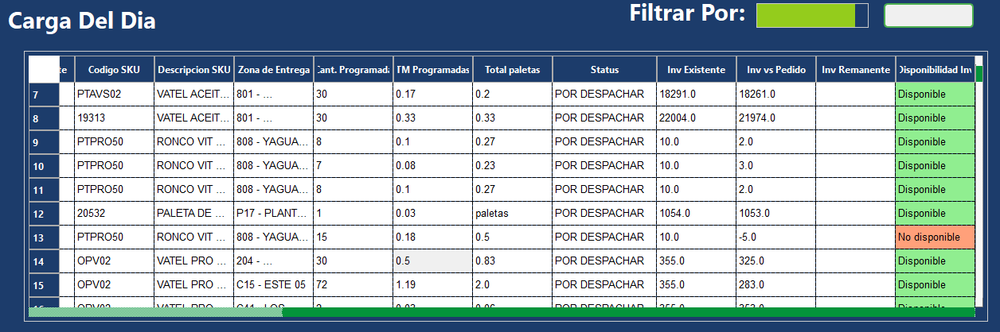 Carga Del Dia
Filtrar Por:
te Codigo SKU Descripcion SKU Zona de Entrega Cant. Programada TM Programadas Total paletas Status Inv Existente Inv vs Pedido Inv Remanente Disponibilidad Inv
7 PTAVS02 VATEL ACEIT... 801 - ... 30 0.17 0.2 POR DESPACHAR 18291.0 18261.0 Disponible
8 19313 VATEL ACEIT... 801 - ... 30 0.33 0.33 POR DESPACHAR 22004.0 21974.0 Disponible
9 PTPRO50 RONCO VIT ... 808 - YAGUA... 8 0.1 0.27 POR DESPACHAR 10.0 2.0 Disponible
10 PTPRO50 RONCO VIT ... 808 - YAGUA... 7 0.08 0.23 POR DESPACHAR 10.0 3.0 Disponible
11 PTPRO50 RONCO VIT ... 808 - YAGUA... 8 0.1 0.27 POR DESPACHAR 10.0 2.0 Disponible
12 20532 PALETA DE ... P17 - PLANT... 1 0.03 paletas POR DESPACHAR 1054.0 1053.0 Disponible
13 PTPRO50 RONCO VIT ... 808 - YAGUA... 15 0.18 0.5 POR DESPACHAR 10.0 -5.0 No disponible
14 OPV02 VATEL PRO ... 204 - ... 30 0.5 0.83 POR DESPACHAR 355.0 325.0 Disponible
15 OPV02 VATEL PRO ... C15 - ESTE 05 72 1.19 2.0 POR DESPACHAR 355.0 283.0 Disponible
16 OPV02 VATEL PRO ... 2 0.03 0.06 POR DESPACHAR 355.0 353.0 Disponible